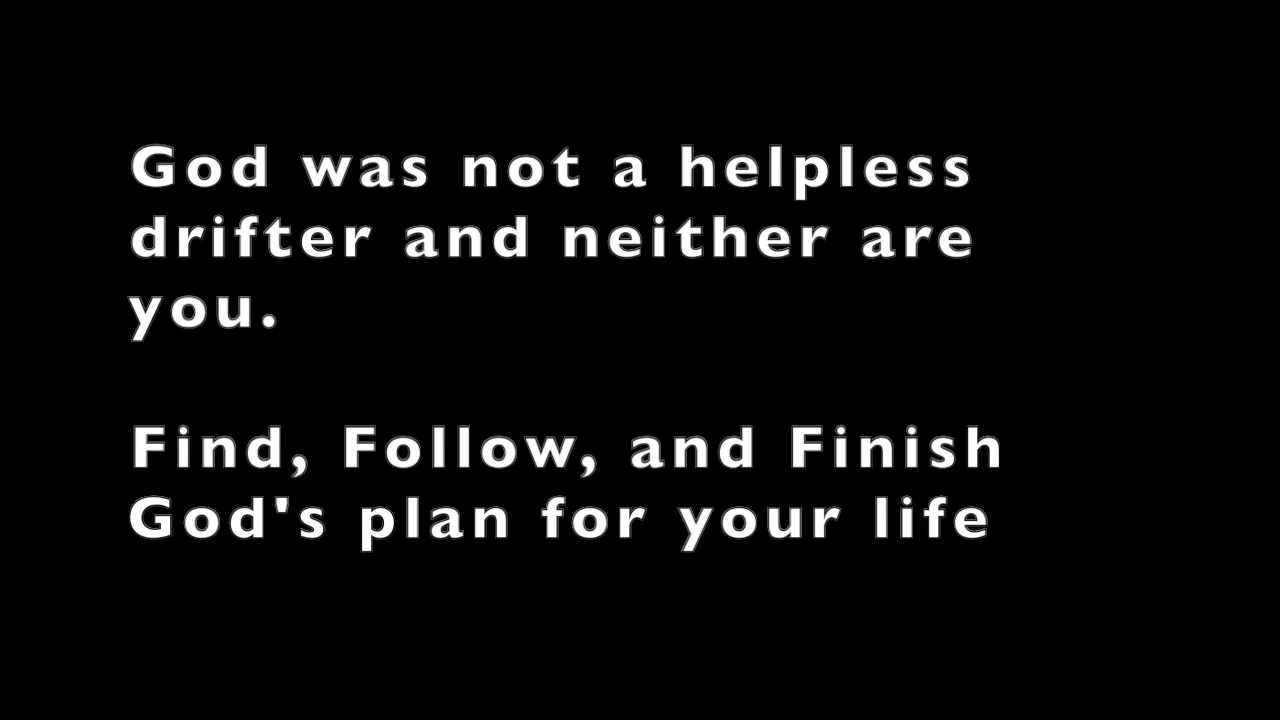 God was not a helpless
drifter and neither are
you.
Find, Follow, and Finish
God's plan for your life